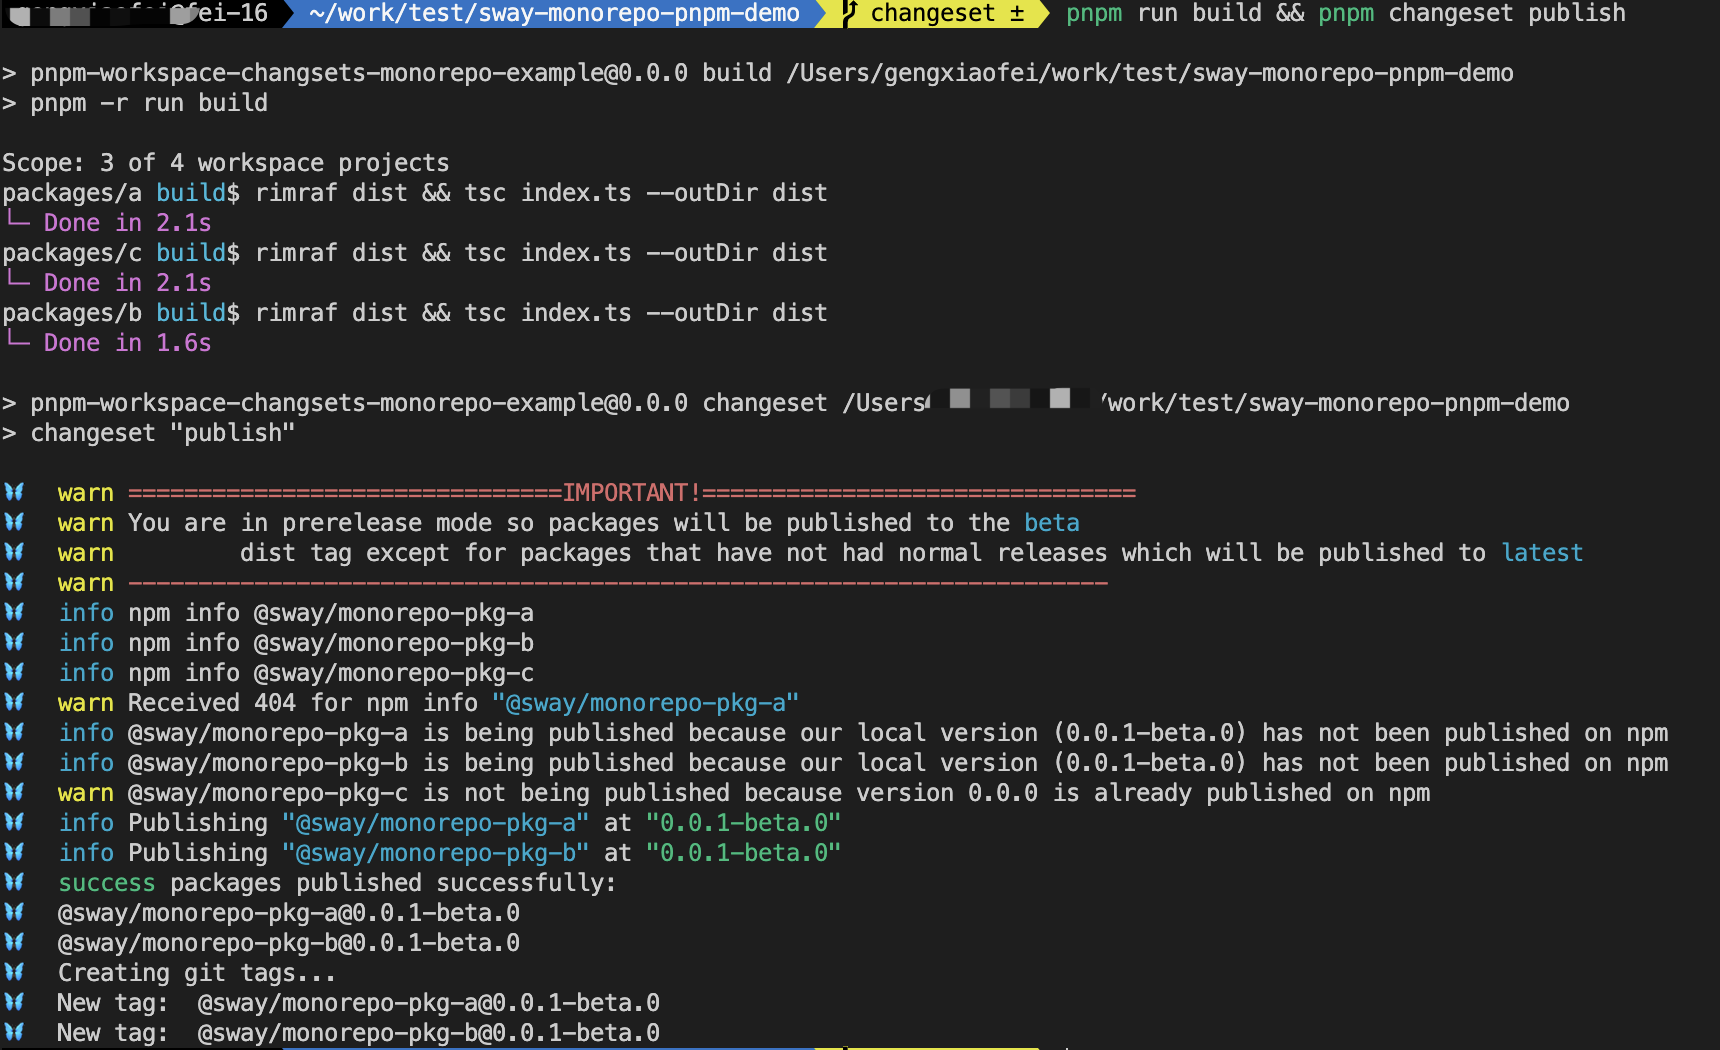 fei-16 ~/work/test/sway-monorepo-pnpm-demo changeset ± pnpm run build && pnpm changeset publish
> pnpm-workspace-changsets-monorepo-example@0.0.0 build /Users/gengxiaofei/work/test/sway-monorepo-pnpm-demo
> pnpm -r run build
Scope: 3 of 4 workspace projects
packages/a build$ rimraf dist && tsc index.ts --outDir dist
└─ Done in 2.1s
packages/c build$ rimraf dist && tsc index.ts --outDir dist
└─ Done in 2.1s
packages/b build$ rimraf dist && tsc index.ts --outDir dist
└─ Done in 1.6s
> pnpm-workspace-changsets-monorepo-example@0.0.0 changeset /Users /work/test/sway-monorepo-pnpm-demo
> changeset "publish"
warn ===============================IMPORTANT!===============================
warn You are in prerelease mode so packages will be published to the beta
warn dist tag except for packages that have not had normal releases which will be published to latest
warn ----------------------------------------------------------------------
info npm info @sway/monorepo-pkg-a
info npm info @sway/monorepo-pkg-b
info npm info @sway/monorepo-pkg-c
warn Received 404 for npm info "@sway/monorepo-pkg-a"
info @sway/monorepo-pkg-a is being published because our local version (0.0.1-beta.0) has not been published on npm
info @sway/monorepo-pkg-b is being published because our local version (0.0.1-beta.0) has not been published on npm
warn @sway/monorepo-pkg-c is not being published because version 0.0.0 is already published on npm
info Publishing "@sway/monorepo-pkg-a" at "0.0.1-beta.0"
info Publishing "@sway/monorepo-pkg-b" at "0.0.1-beta.0"
success packages published successfully:
@sway/monorepo-pkg-a@0.0.1-beta.0
@sway/monorepo-pkg-b@0.0.1-beta.0
Creating git tags...
New tag:  @sway/monorepo-pkg-a@0.0.1-beta.0
New tag:  @sway/monorepo-pkg-b@0.0.1-beta.0